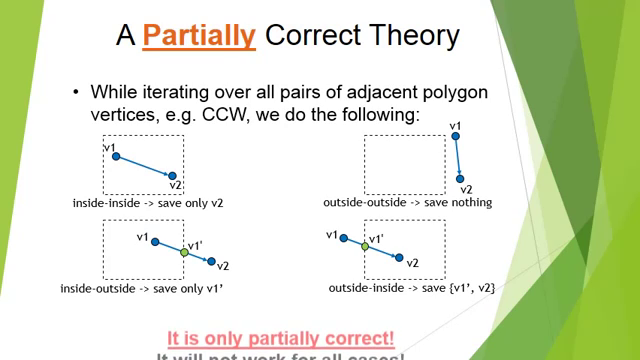 A Partially Correct Theory
• While iterating over all pairs of adjacent polygon
vertices, e.g. CCW, we do the following:
v1
v2
inside-inside -> save only v2
v1
v2
outside-outside -> save nothing
v1
v1'
v2
inside-outside -> save only v1’
v1
v1'
v2
outside-inside -> save {v1’, v2}
It is only partially correct!
It will not work for all cases!